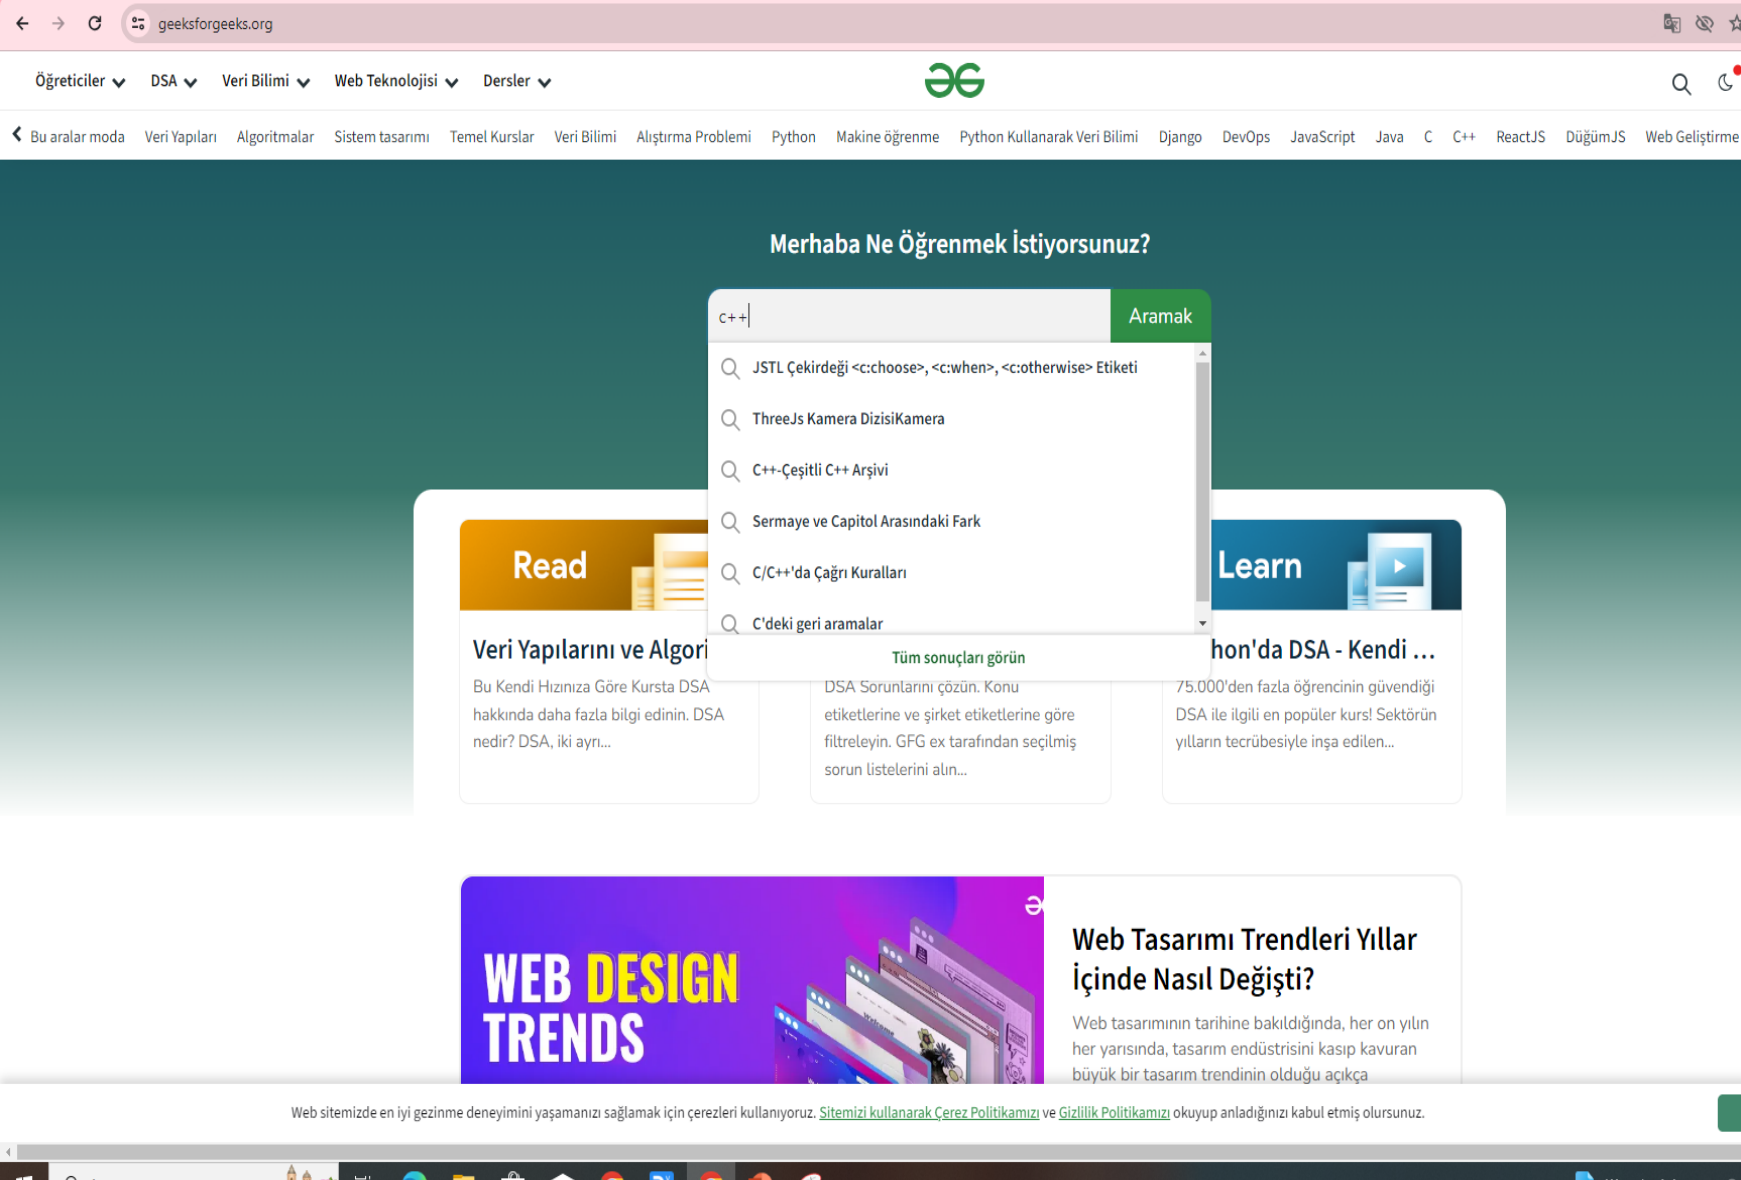 geeksforgeeks.org
Öğreticiler DSA Veri Bilimi Web Teknolojisi Dersler
Bu aralar moda Veri Yapıları Algoritmalar Sistem tasarımı Temel Kurslar Veri Bilimi Alıştırma Problemi Python Makine öğrenme Python Kullanarak Veri Bilimi Django DevOps JavaScript Java C C++ ReactJS DüğümJS Web Geliştirme
Merhaba Ne Öğrenmek İstiyorsunuz?
c++ Aramak
JSTL Çekirdeği <c:choose>, <c:when>, <c:otherwise> Etiketi
ThreeJs Kamera DizisiKamera
C++-Çeşitli C++ Arşivi
Sermaye ve Capitol Arasındaki Fark
C/C++'da Çağrı Kuralları
C'deki geri aramalar
Tüm sonuçları görün
Read
Veri Yapılarını ve Algori
Bu Kendi Hızınıza Göre Kursta DSA
hakkında daha fazla bilgi edinin. DSA
nedir? DSA, iki ayrı...
DSA Sorunlarını çözün. Konu
etiketlerine ve şirket etiketlerine göre
filtreleyin. GFG ex tarafından seçilmiş
sorun listelerini alın...
Learn
hon'da DSA - Kendi ...
75.000'den fazla öğrencinin güvendiği
DSA ile ilgili en popüler kurs! Sektörün
yılların tecrübesiyle inşa edilen...
WEB DESIGN
TRENDS
Web Tasarımı Trendleri Yıllar
İçinde Nasıl Değişti?
Web tasarımının tarihine bakıldığında, her on yılın
her yarısında, tasarım endüstrisini kasıp kavuran
büyük bir tasarım trendinin olduğu açıkça
Web sitemizde en iyi gezinme deneyimini yaşamanızı sağlamak için çerezleri kullanıyoruz. Sitemizi kullanarak Çerez Politikamızı ve Gizlilik Politikamızı okuyup anladığınızı kabul etmiş olursunuz.